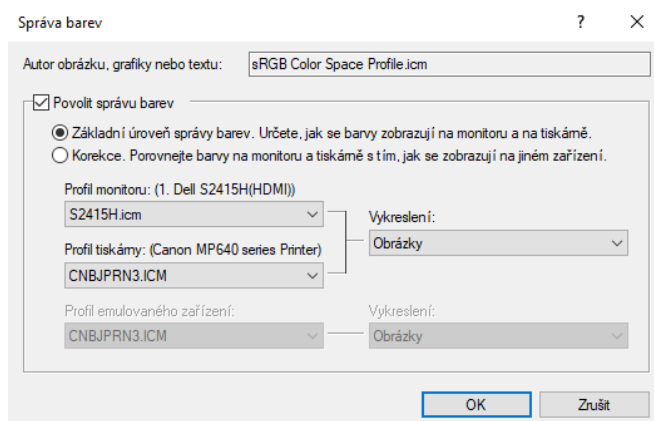 Správa barev
Autor obrázku, grafiky nebo textu: sRGB Color Space Profile.icm
Povolit správu barev
Základní úroveň správy barev. Určete, jak se barvy zobrazují na monitoru a na tiskárně.
Korekce. Porovnejte barvy na monitoru a tiskárně s tím, jak se zobrazují na jiném zařízení.
Profil monitoru: (1. Dell S2415H(HDMI))
S2415H.icm
Vykreslení:
Obrázky
Profil tiskárny: (Canon MP640 series Printer)
CNBJPRN3.ICM
Profil emulovaného zařízení:
Vykreslení:
CNBJPRN3.ICM
Obrázky
OK
Zrušit